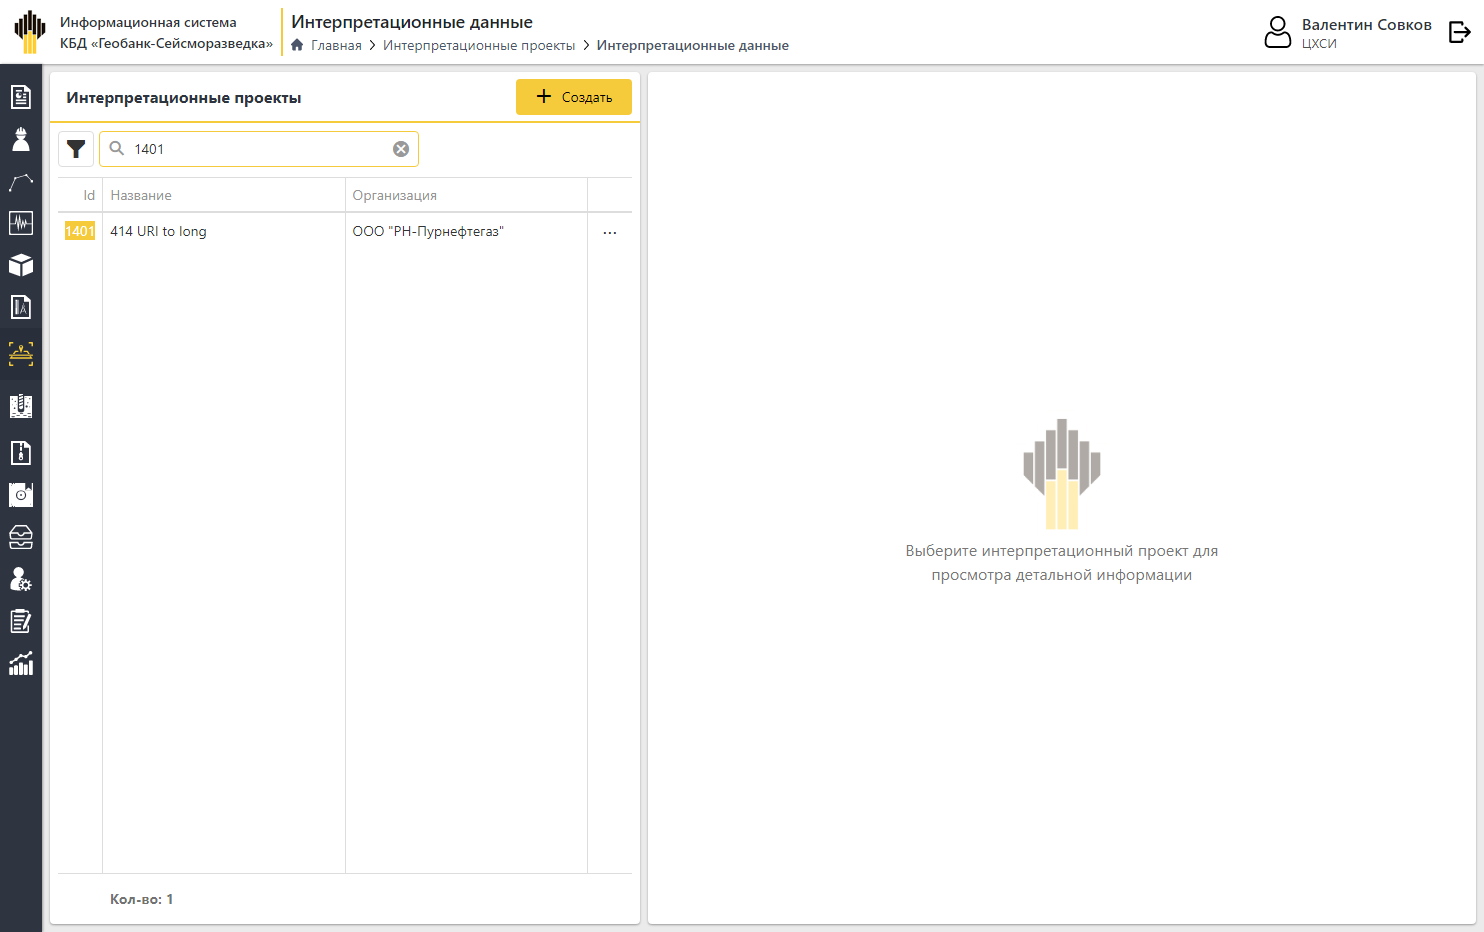 Информационная система
КБД «Геобанк-Сейсморазведка»
Интерпретационные данные
Главная
Интерпретационные проекты
Интерпретационные данные
Валентин Совков
ЦХСИ
Интерпретационные проекты
Создать
1401
Id
Название
Организация
1401
414 URI to long
ООО "РН-Пурнефтегаз"
...
Кол-во: 1
Выберите интерпретационный проект для
просмотра детальной информации